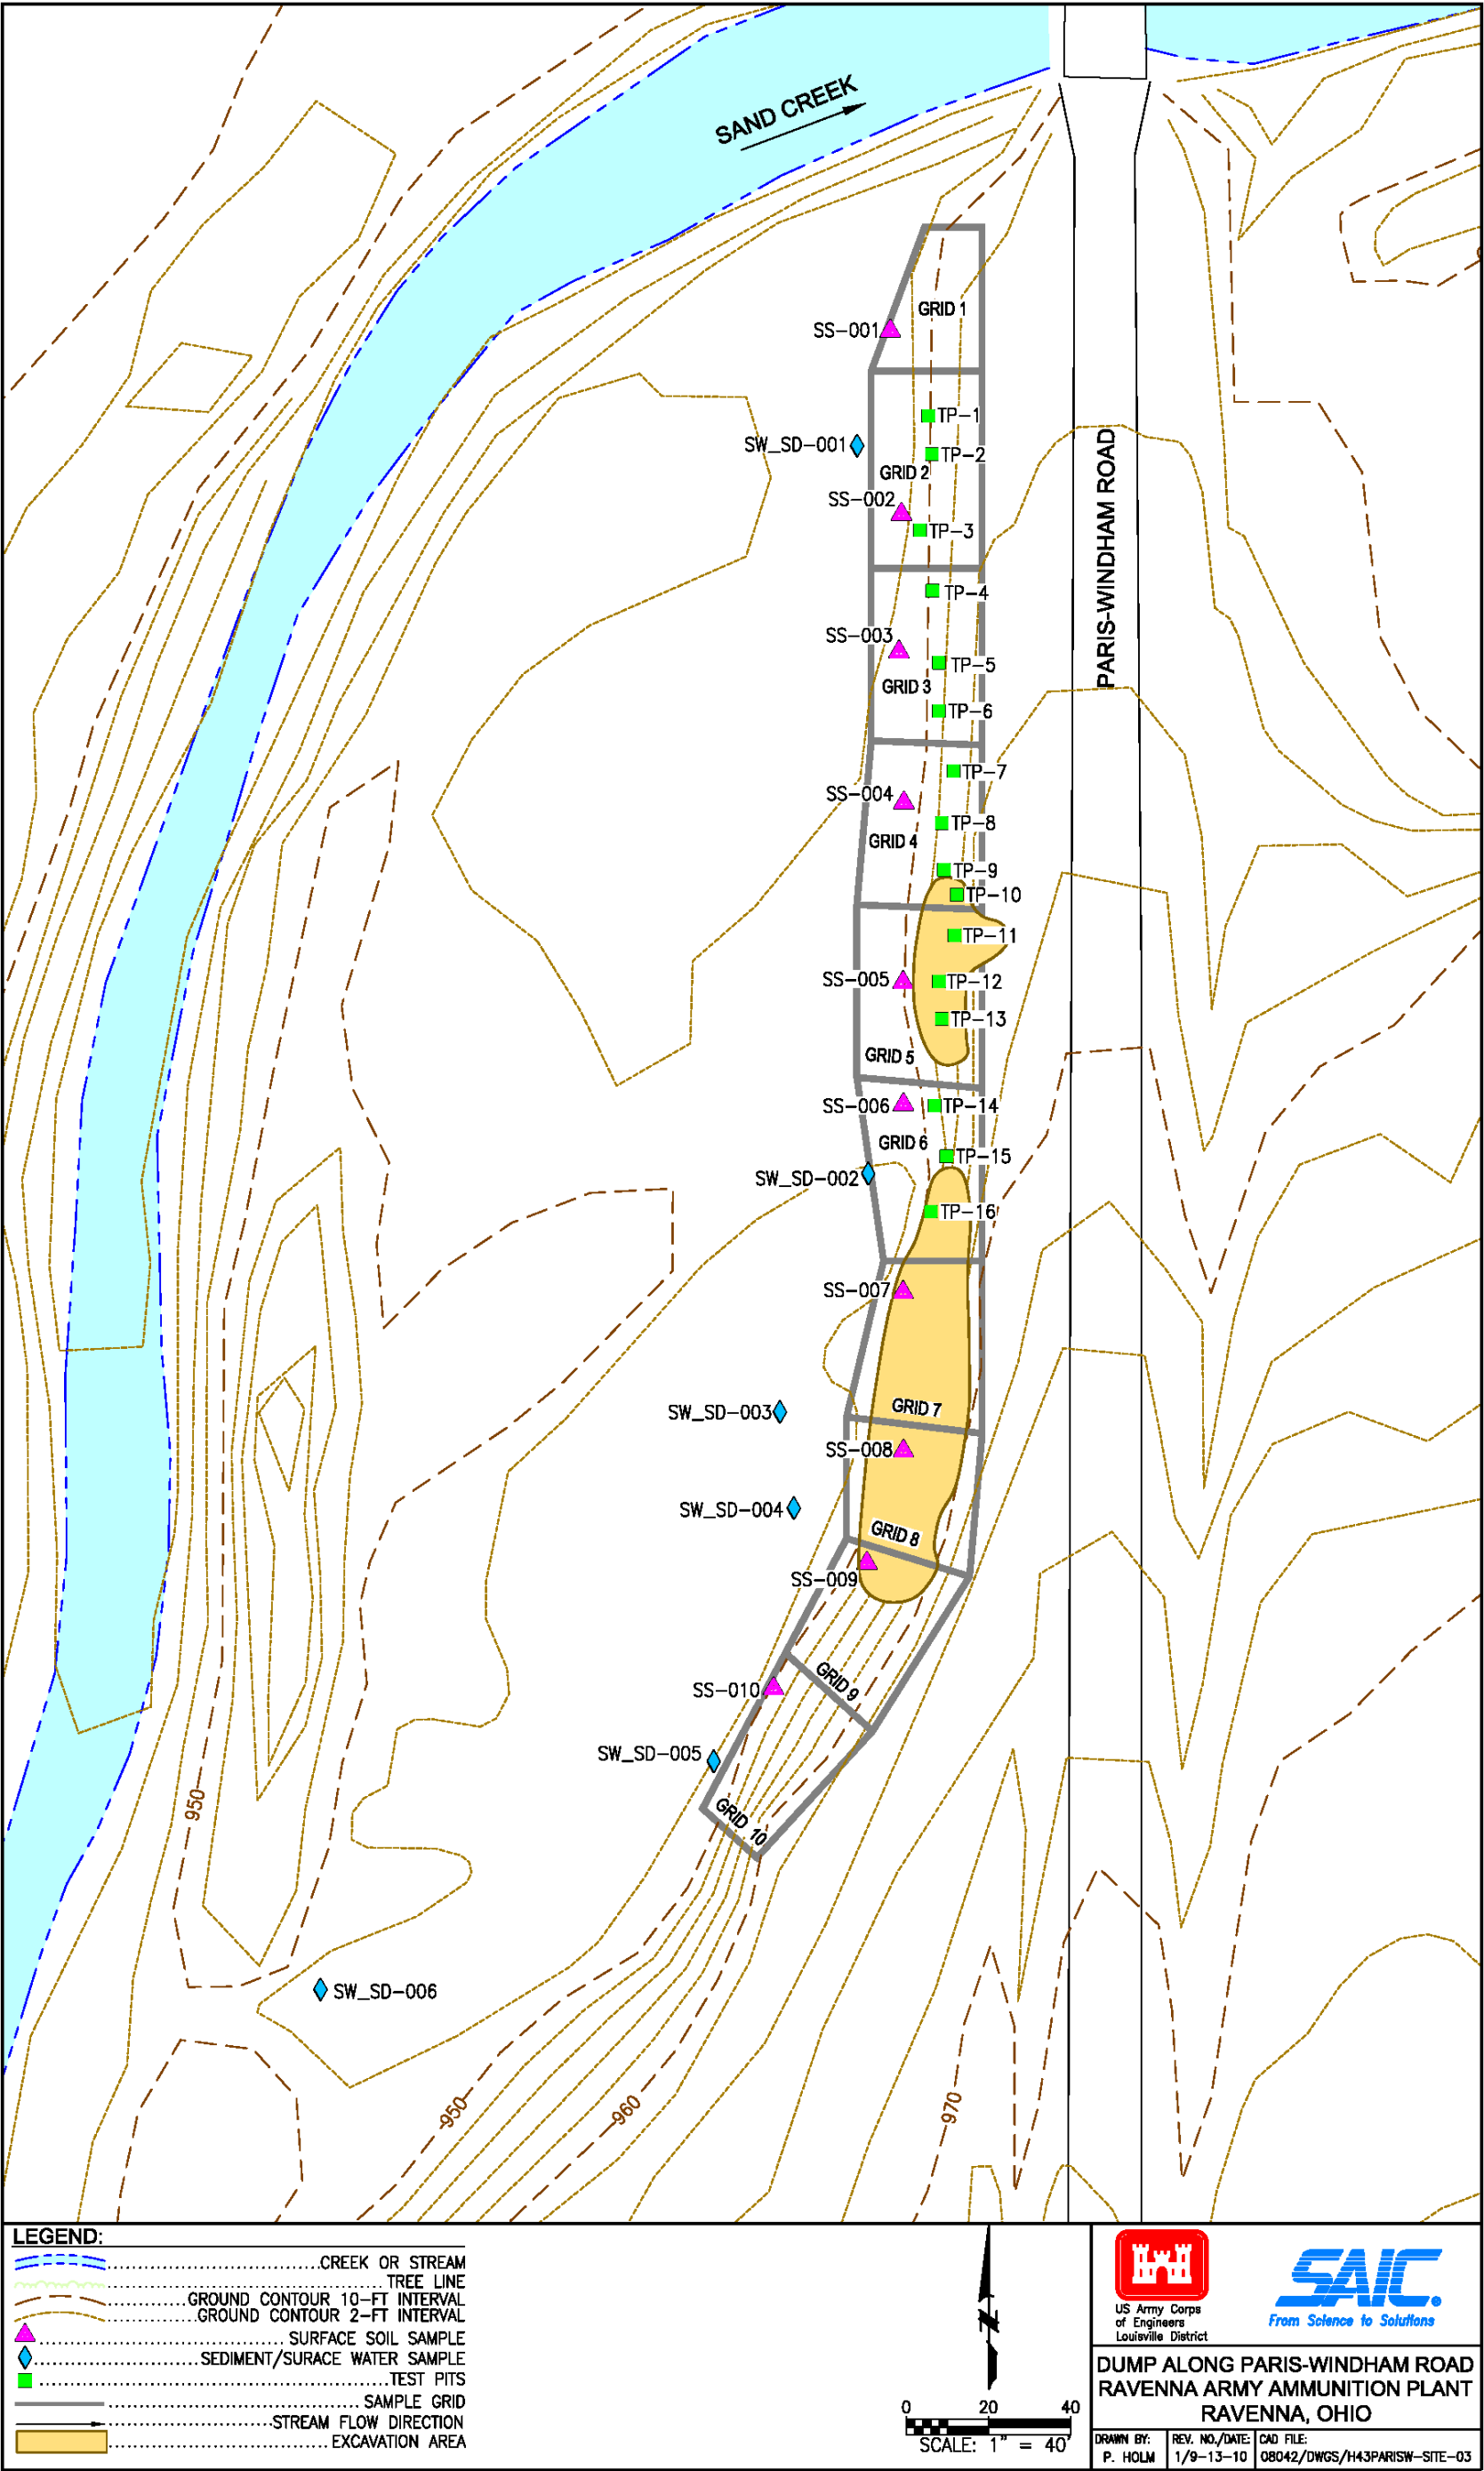 SAND CREEK
GRID 1
SS-001
TP-1
SW_SD-001
TP-2
GRID 2
SS-002
TP-3
PARIS-WINDHAM ROAD
TP-4
SS-003
TP-5
GRID 3
TP-6
TP-7
SS-004
TP-8
GRID 4
TP-9
TP-10
TP-11
SS-005
TP-12
TP-13
GRID 5
SS-006
TP-14
GRID 6
TP-15
SW_SD-002
TP-16
SS-007
GRID 7
SW_SD-003
SS-008
SW_SD-004
GRID 8
SS-009
GRID 9
SS-010
SW_SD-005
950
GRID 10
SW_SD-006
950
960
970
LEGEND:
CREEK OR STREAM
TREE LINE
GROUND CONTOUR 10-FT INTERVAL
GROUND CONTOUR 2-FT INTERVAL
SURFACE SOIL SAMPLE
SEDIMENT/SURACE WATER SAMPLE
TEST PITS
SAMPLE GRID
STREAM FLOW DIRECTION
EXCAVATION AREA
N
0 20 40
SCALE: 1" = 40'
US Army Corps
of Engineers
Louisville District
SAIC.
From Science to Solutions
DUMP ALONG PARIS-WINDHAM ROAD
RAVENNA ARMY AMMUNITION PLANT
RAVENNA, OHIO
DRAWN BY: REV. NO./DATE: CAD FILE:
P. HOLM 1/9-13-10 08042/DWGS/H43PARISW-SITE-03